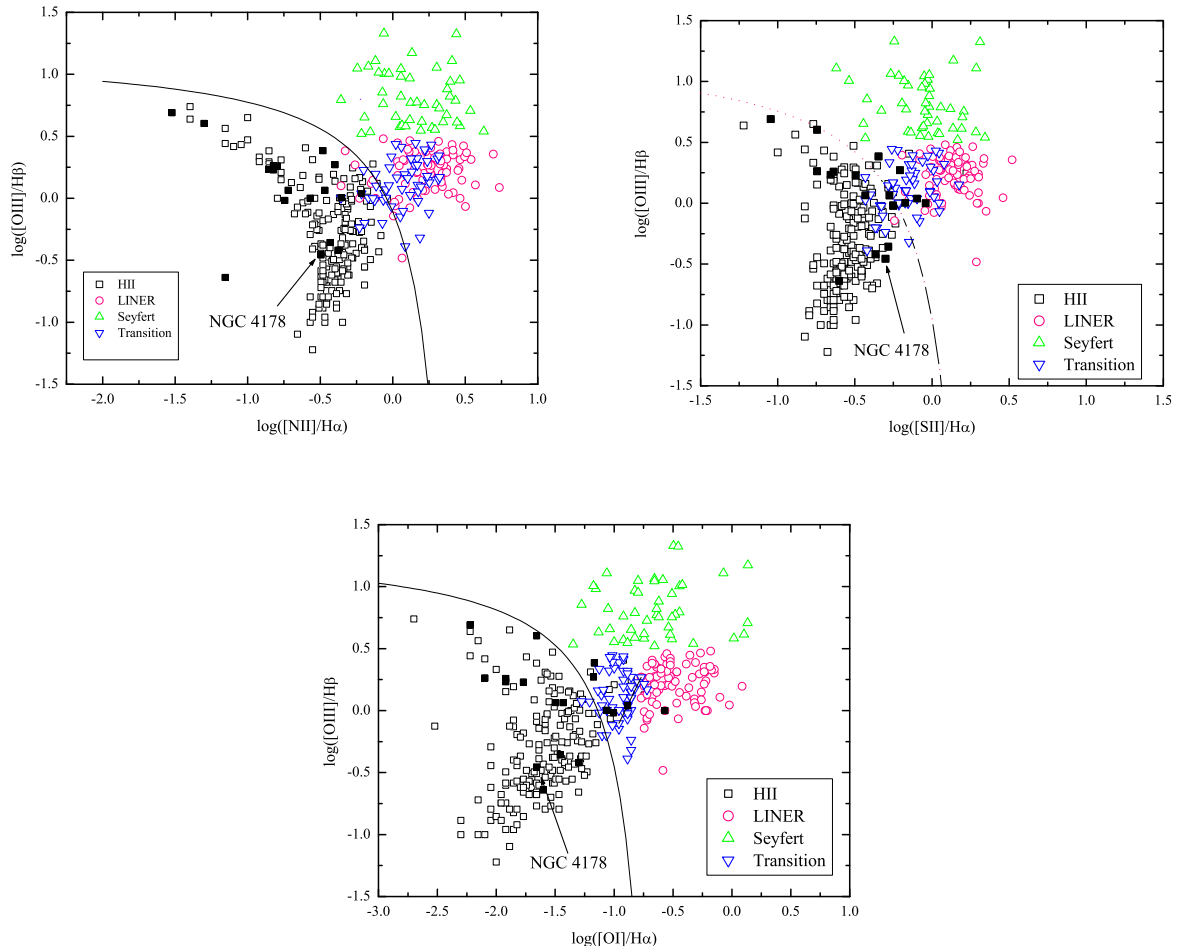 1.5
1.0
0.5
0.0
-0.5
-1.0
-1.5
log([OIII]/Hβ
HII
LINER
Seyfert
Transition
NGC 4178
-2.0 -1.5 -1.0 -0.5 0.0 0.5 1.0
log([NII]/Hα
1.5
1.0
0.5
0.0
-0.5
-1.0
-1.5
log([OIII]/Hβ
HII
LINER
Seyfert
Transition
NGC 4178
-1.5 -1.0 -0.5 0.0 0.5 1.0 1.5
log([SII]/Hα
1.5
1.0
0.5
0.0
-0.5
-1.0
-1.5
log([OIII]/Hβ
HII
LINER
Seyfert
Transition
NGC 4178
-3.0 -2.5 -2.0 -1.5 -1.0 -0.5 0.0 0.5 1.0
log([OI]/Hα